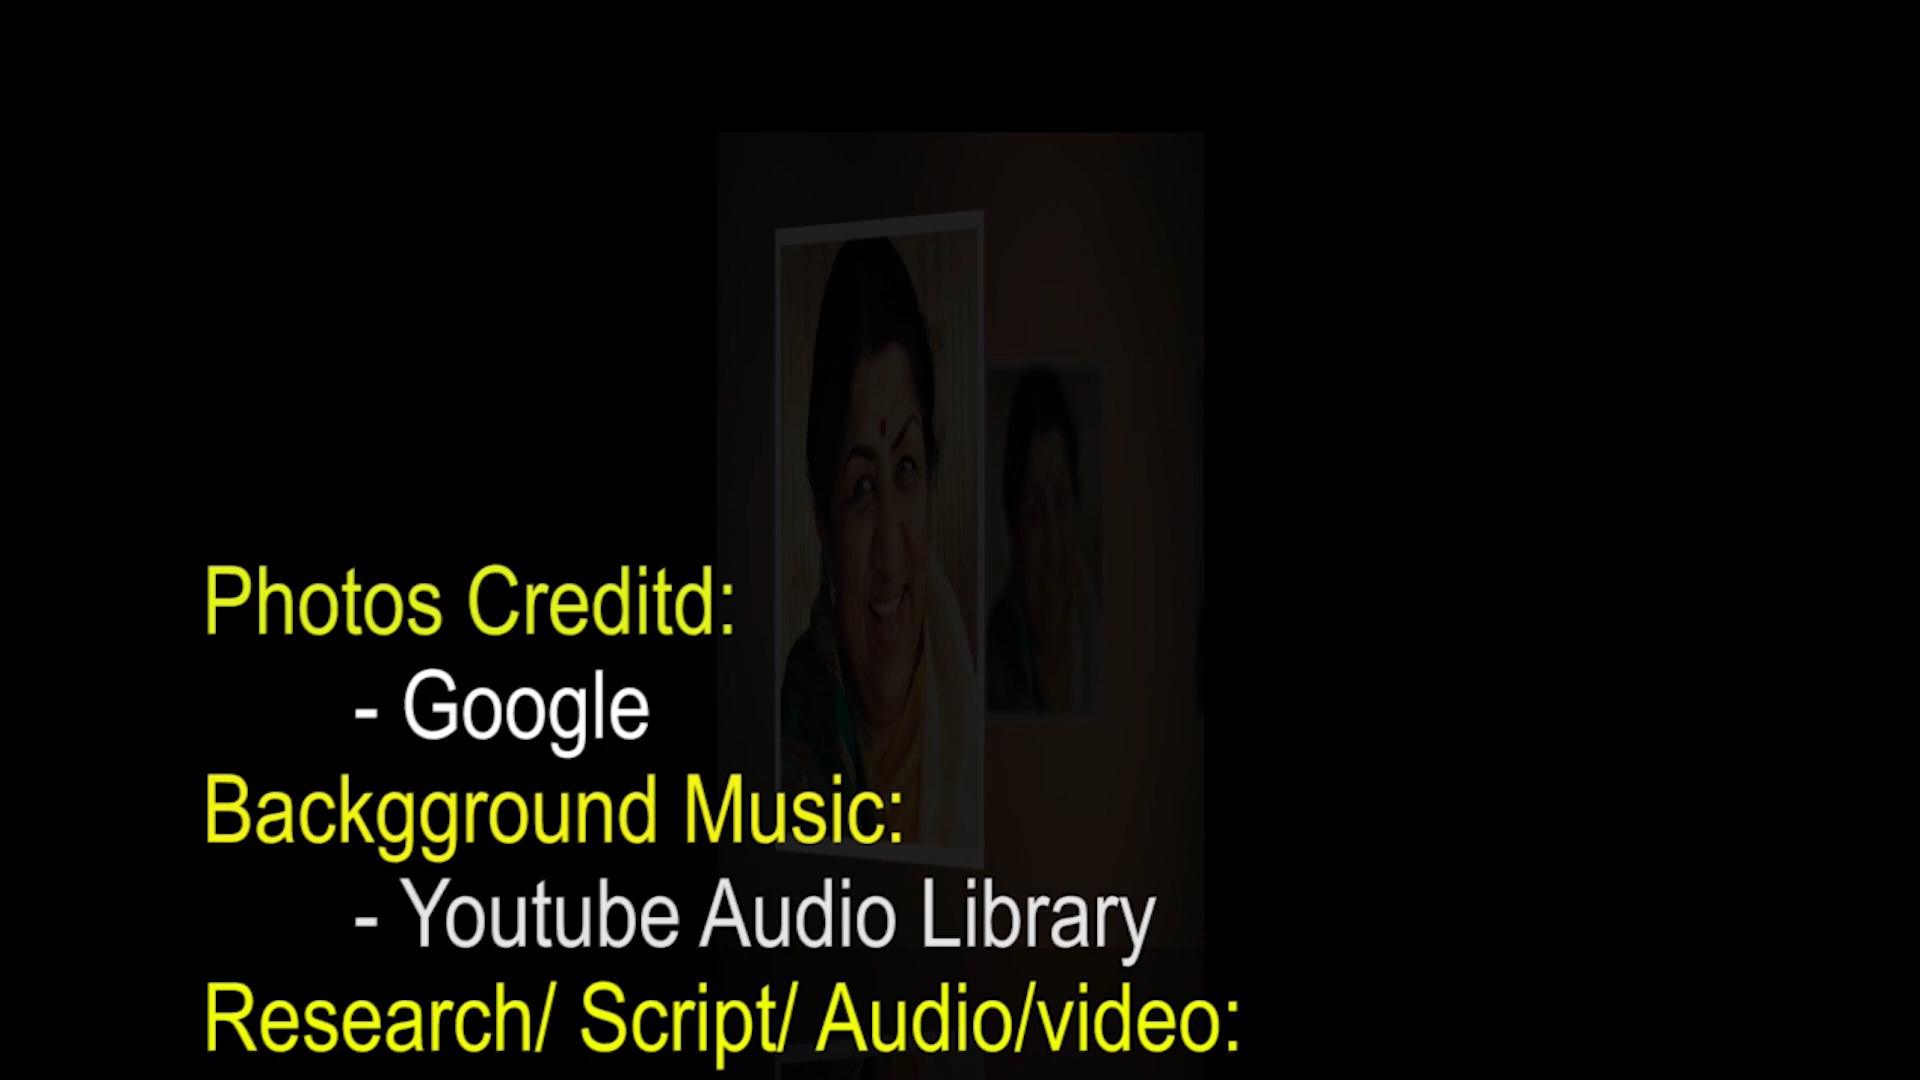 Photos Creditd:
- Google
Backgground Music:
- Youtube Audio Library
Research/ Script/ Audio/video: